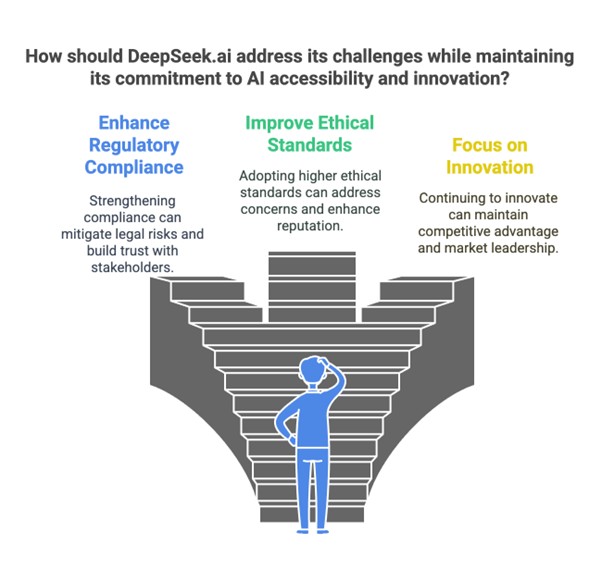 How should DeepSeek.ai address its challenges while maintaining
its commitment to AI accessibility and innovation?
Enhance
Regulatory
Compliance
Strengthening
compliance can
mitigate legal risks and
build trust with
stakeholders.
Improve Ethical
Standards
Adopting higher ethical
standards can address
concerns and enhance
reputation.
Focus on
Innovation
Continuing to innovate
can maintain
competitive advantage
and market leadership.